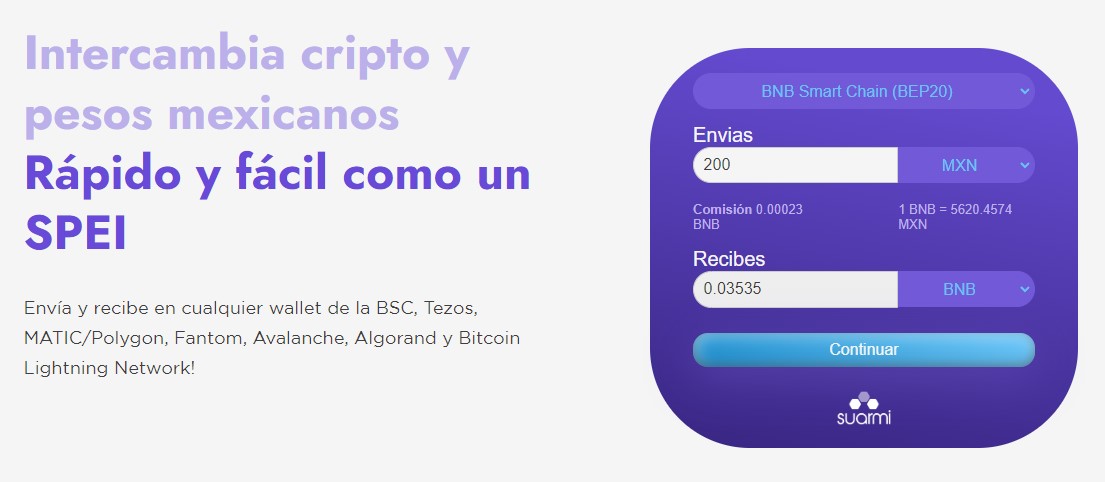 Intercambia cripto y
pesos mexicanos
Rápido y fácil como un
SPEI
Envía y recibe en cualquier wallet de la BSC, Tezos,
MATIC/Polygon, Fantom, Avalanche, Algorand y Bitcoin
Lightning Network!
BNB Smart Chain (BEP20)
Envias
200 MXN
Comisión 0.00023
BNB
1 BNB = 5620.4574
MXN
Recibes
0.03535 BNB
Continuar
suarmi